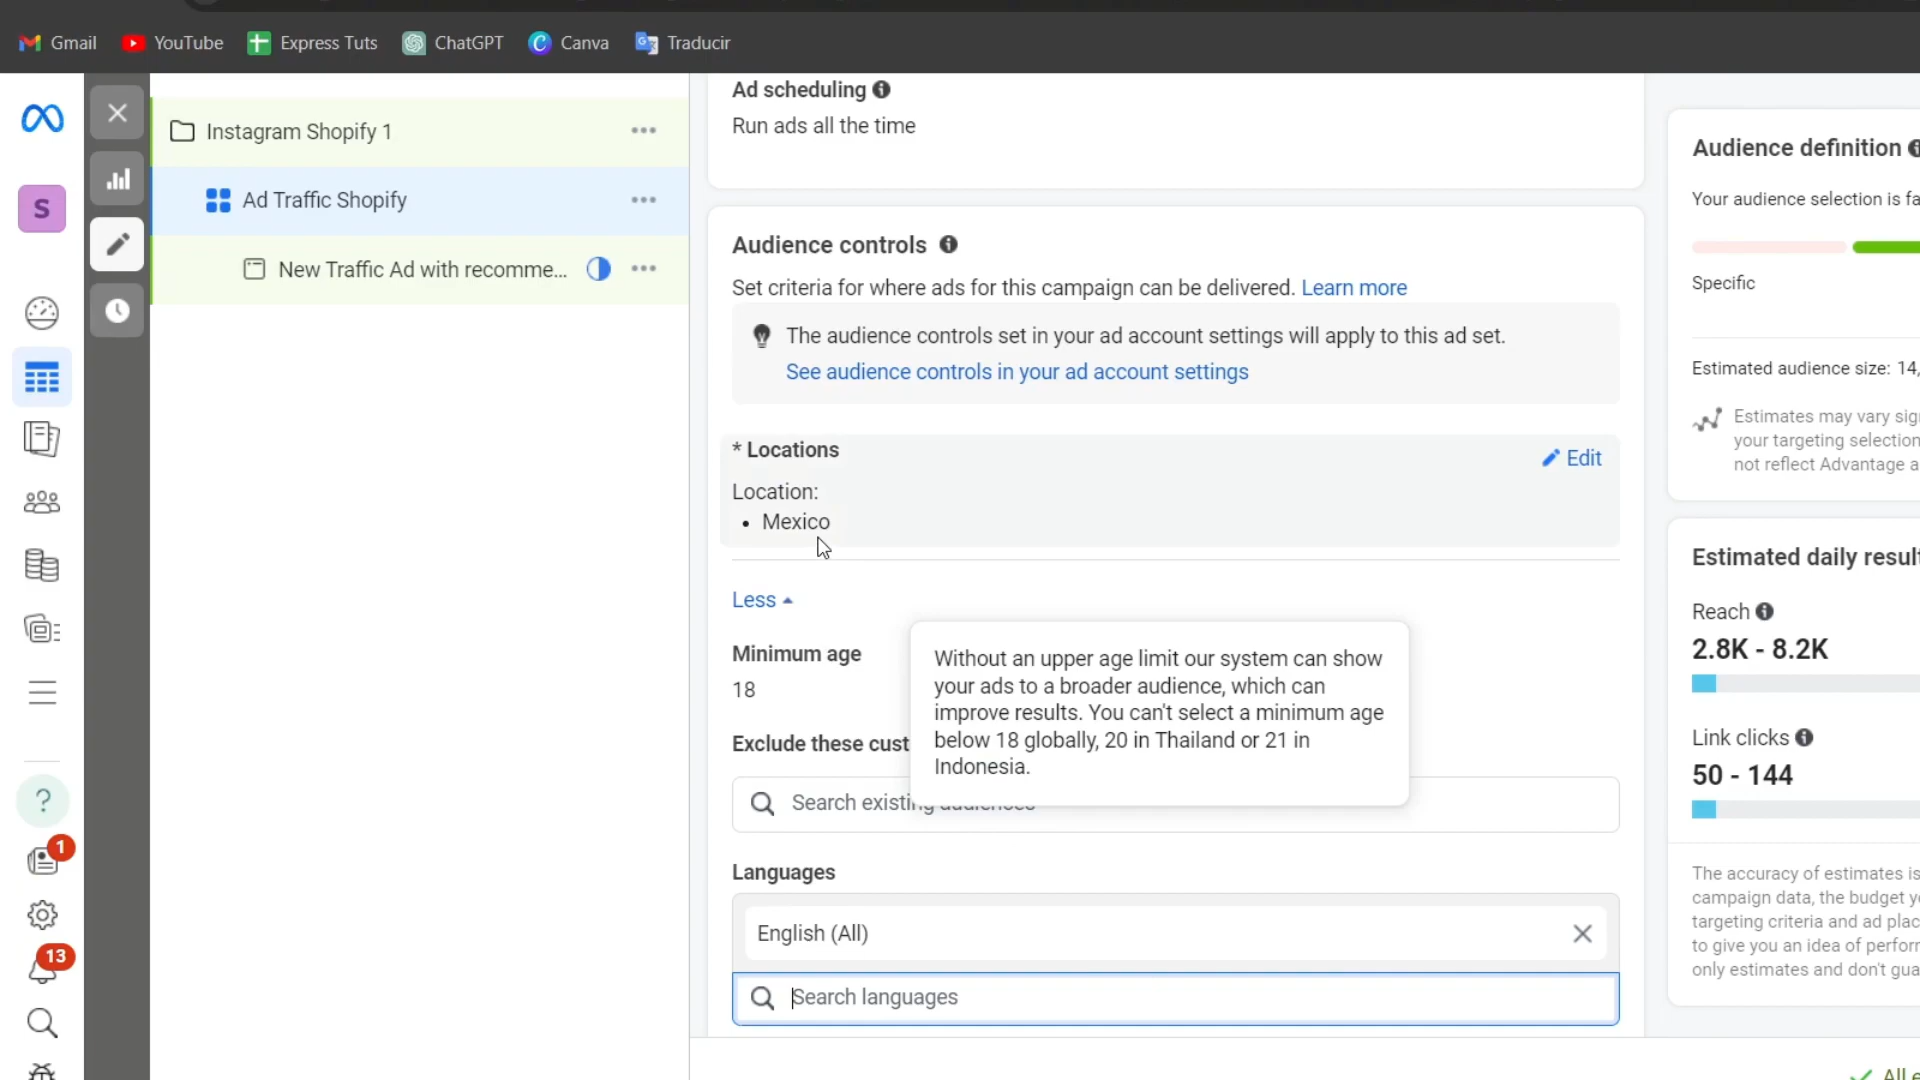 Gmail
YouTube
Express Tuts
ChatGPT
Canva
Traducir
S
1
13
Instagram Shopify 1
Ad Traffic Shopify
New Traffic Ad with recomme...
Ad scheduling
Run ads all the time
Audience controls
Set criteria for where ads for this campaign can be delivered. Learn more
The audience controls set in your ad account settings will apply to this ad set.
See audience controls in your ad account settings
* Locations
Edit
Location:
• Mexico
Less
Minimum age
18
Without an upper age limit our system can show
your ads to a broader audience, which can
improve results. You can't select a minimum age
below 18 globally, 20 in Thailand or 21 in
Indonesia.
Exclude these cust
Search existing audiences
Languages
English (All)
Search languages
Audience definition
Your audience selection is fa
Specific
Estimated audience size: 14,
Estimates may vary sig
your targeting selection
not reflect Advantage a
Estimated daily result
Reach
2.8K - 8.2K
Link clicks
50 - 144
The accuracy of estimates is
campaign data, the budget y
targeting criteria and ad plac
to give you an idea of perform
only estimates and don't gua
All e